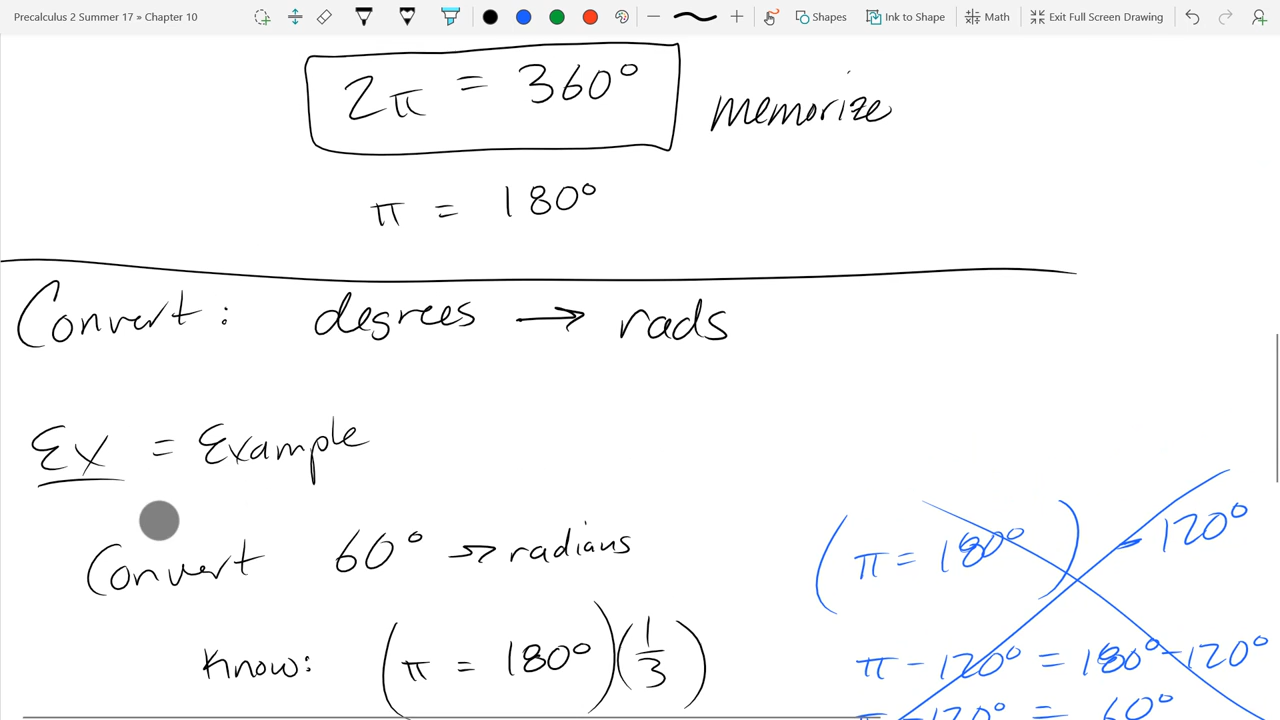 Precalculus 2 Summer 17 » Chapter 10
Shapes
Ink to Shape
Math
Exit Full Screen Drawing
2π = 360°
memorize
π = 180°
Convert: degrees → rads
Ex = Example
Convert 60° → radians
Know: (π = 180°)(1/3)
(π = 180°) - 120°
π - 120° = 180° - 120°
π - 120° = 60°